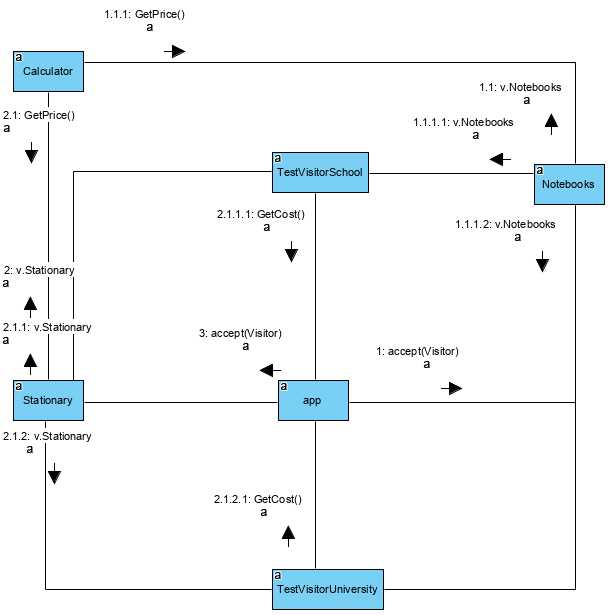 1.1.1: GetPrice()
a
a
Calculator
1.1: v.Notebooks
a
2.1: GetPrice()
a
1.1.1.1: v.Notebooks
a
a
TestVisitorSchool
a
Notebooks
2.1.1.1: GetCost()
a
1.1.1.2: v.Notebooks
a
2: v.Stationary
a
2.1.1: v.Stationary
a
3: accept(Visitor)
a
1: accept(Visitor)
a
a
Stationary
a
app
2.1.2: v.Stationary
a
2.1.2.1: GetCost()
a
a
TestVisitorUniversity